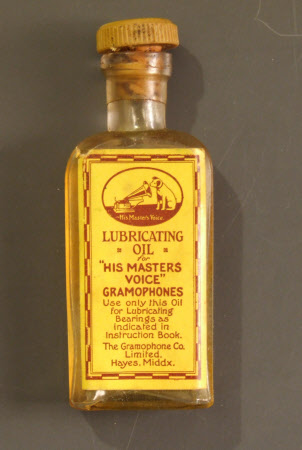 "His Master's Voice"
LUBRICATING
OIL
for
"HIS MASTERS
VOICE"
GRAMOPHONES
Use only this Oil
for Lubricating
Bearings as
indicated in
Instruction Book.
The Gramophone Co.
Limited.
Hayes, Middx.